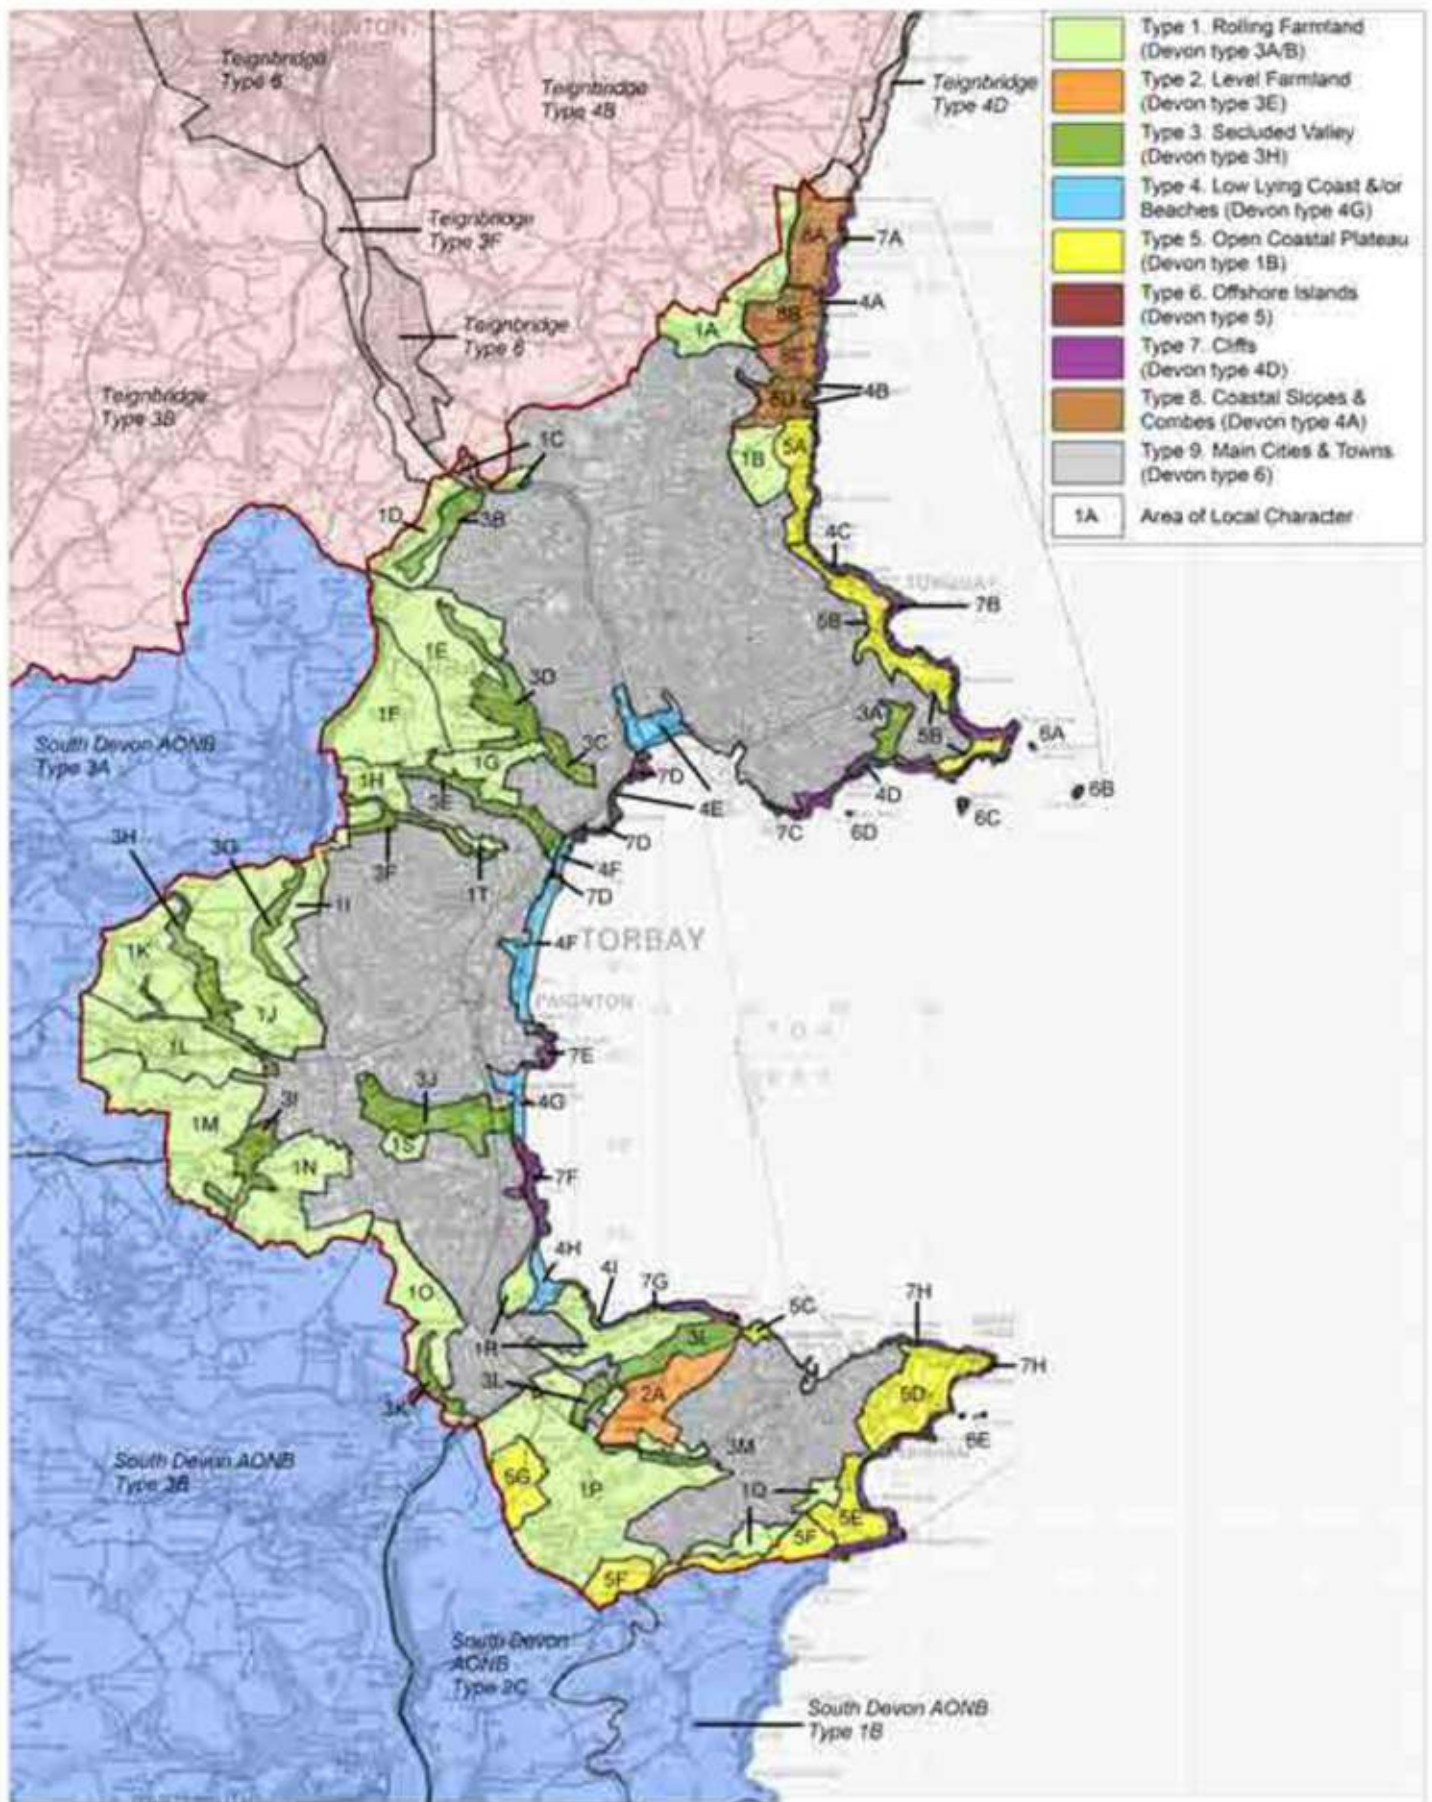 Type 1. Rolling Farmland
(Devon type 3A/B)
Type 2. Level Farmland
(Devon type 3E)
Type 3. Secluded Valley
(Devon type 3H)
Type 4. Low Lying Coast &/or
Beaches (Devon type 4G)
Type 5. Open Coastal Plateau
(Devon type 1B)
Type 6. Offshore Islands
(Devon type 5)
Type 7. Cliffs
(Devon type 4D)
Type 8. Coastal Slopes &
Combes (Devon type 4A)
Type 9. Main Cities & Towns
(Devon type 6)
1A Area of Local Character
Teignbridge
Type 6
Teignbridge
Type 4B
Teignbridge
Type 4D
Teignbridge
Type 3F
Teignbridge
Type 6
Teignbridge
Type 3B
8A
7A
4A
8B
1A
4B
1C
1B
5A
1D
3B
4C
TORQUAY
7B
5B
1E
3D
1F
3A
5B
6A
South Devon AONB
Type 3A
3C
1G
7D
1H
3E
4E
4D
6B
7C
6D
6C
3H
3G
3F
7D
4F
1T
7D
1I
1K
4F
TORBAY
PAIGNTON
1J
1L
7E
3J
3I
4G
1M
1S
1N
7F
4H
4I
7G
5C
7H
1O
1R
3L
7H
3L
2A
5D
3K
6E
3M
South Devon AONB
Type 3B
5G
1P
1Q
5E
5F
5F
South Devon
AONB
Type 2C
South Devon AONB
Type 1B